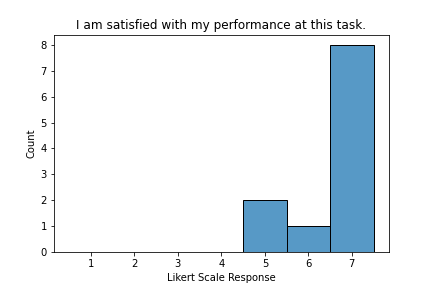 I am satisfied with my performance at this task.
8
7
6
5
4
3
2
1
0
Count
1 2 3 4 5 6 7
Likert Scale Response